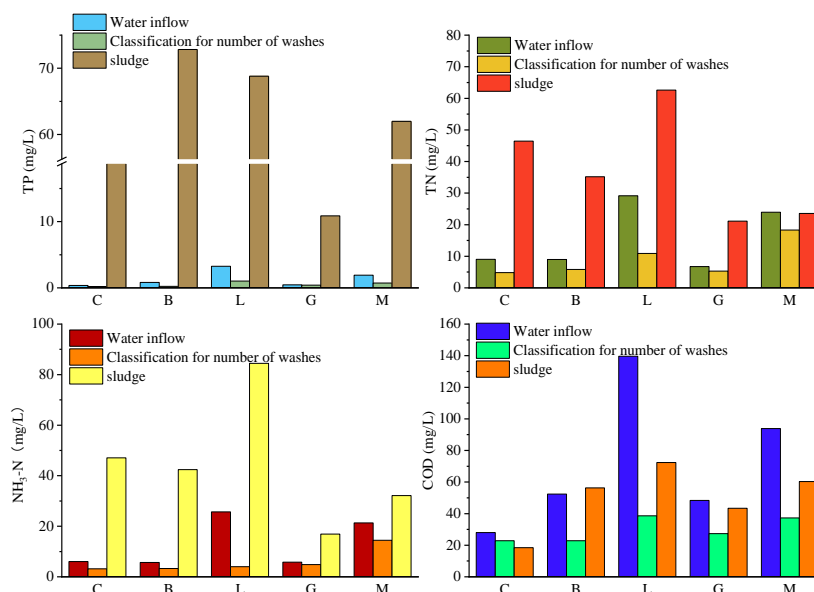 Water inflow
Classification for number of washes
sludge
70
60
10
0
TP (mg/L)
C B L G M
Water inflow
Classification for number of washes
sludge
80
70
60
50
40
30
20
10
0
TN (mg/L)
C B L G M
Water inflow
Classification for number of washes
sludge
100
80
60
40
20
0
NH3-N (mg/L)
C B L G M
Water inflow
Classification for number of washes
sludge
160
140
120
100
80
60
40
20
0
COD (mg/L)
C B L G M